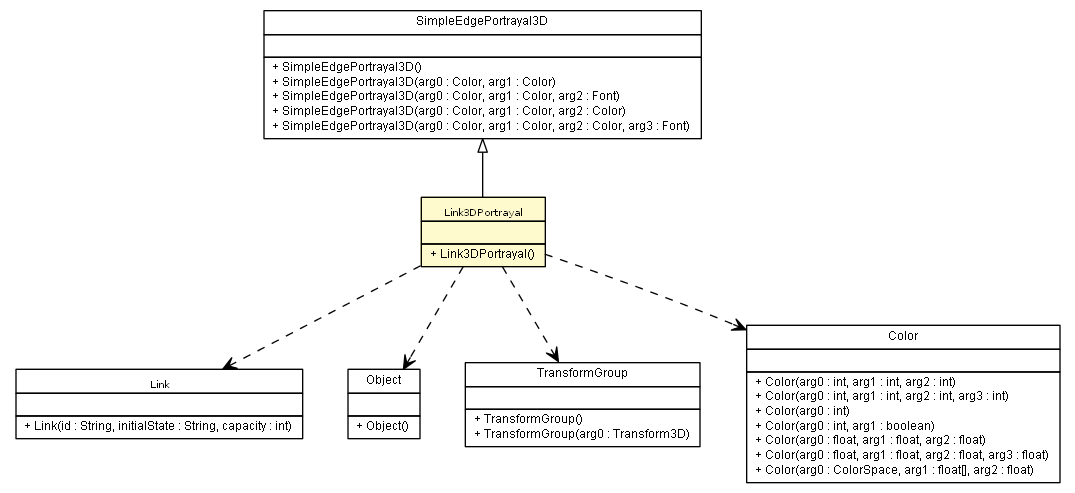 SimpleEdgePortrayal3D
+ SimpleEdgePortrayal3D()
+ SimpleEdgePortrayal3D(arg0 : Color, arg1 : Color)
+ SimpleEdgePortrayal3D(arg0 : Color, arg1 : Color, arg2 : Font)
+ SimpleEdgePortrayal3D(arg0 : Color, arg1 : Color, arg2 : Color)
+ SimpleEdgePortrayal3D(arg0 : Color, arg1 : Color, arg2 : Color, arg3 : Font)
Link3DPortrayal
+ Link3DPortrayal()
Link
+ Link(id : String, initialState : String, capacity : int)
Object
+ Object()
TransformGroup
+ TransformGroup()
+ TransformGroup(arg0 : Transform3D)
Color
+ Color(arg0 : int, arg1 : int, arg2 : int)
+ Color(arg0 : int, arg1 : int, arg2 : int, arg3 : int)
+ Color(arg0 : int)
+ Color(arg0 : int, arg1 : boolean)
+ Color(arg0 : float, arg1 : float, arg2 : float)
+ Color(arg0 : float, arg1 : float, arg2 : float, arg3 : float)
+ Color(arg0 : ColorSpace, arg1 : float[], arg2 : float)